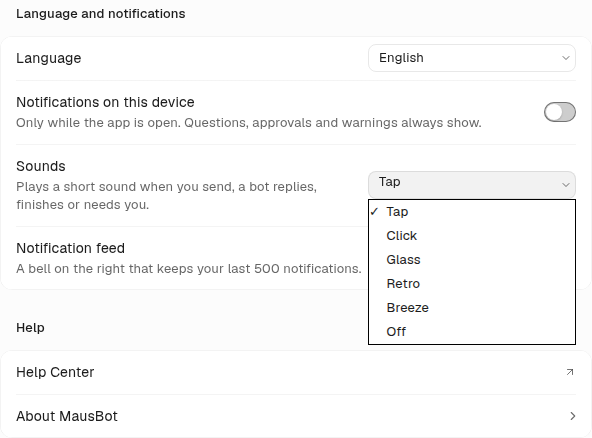 Language and notifications
Language
English
Notifications on this device
Only while the app is open. Questions, approvals and warnings always show.
Sounds
Plays a short sound when you send, a bot replies,
finishes or needs you.
Tap
✓ Tap
Click
Glass
Retro
Breeze
Off
Notification feed
A bell on the right that keeps your last 500 notifications.
Help
Help Center
About MausBot